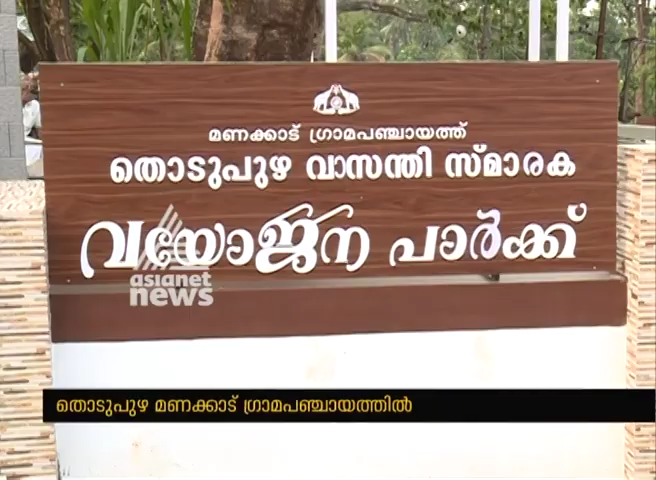 മണക്കാട് ഗ്രാമപഞ്ചായത്ത്
തൊടുപുഴ വാസന്തി സ്മാരക
വയോജന പാർക്ക്
asianet
news
തൊടുപുഴ മണക്കാട് ഗ്രാമപഞ്ചായത്തിൽ